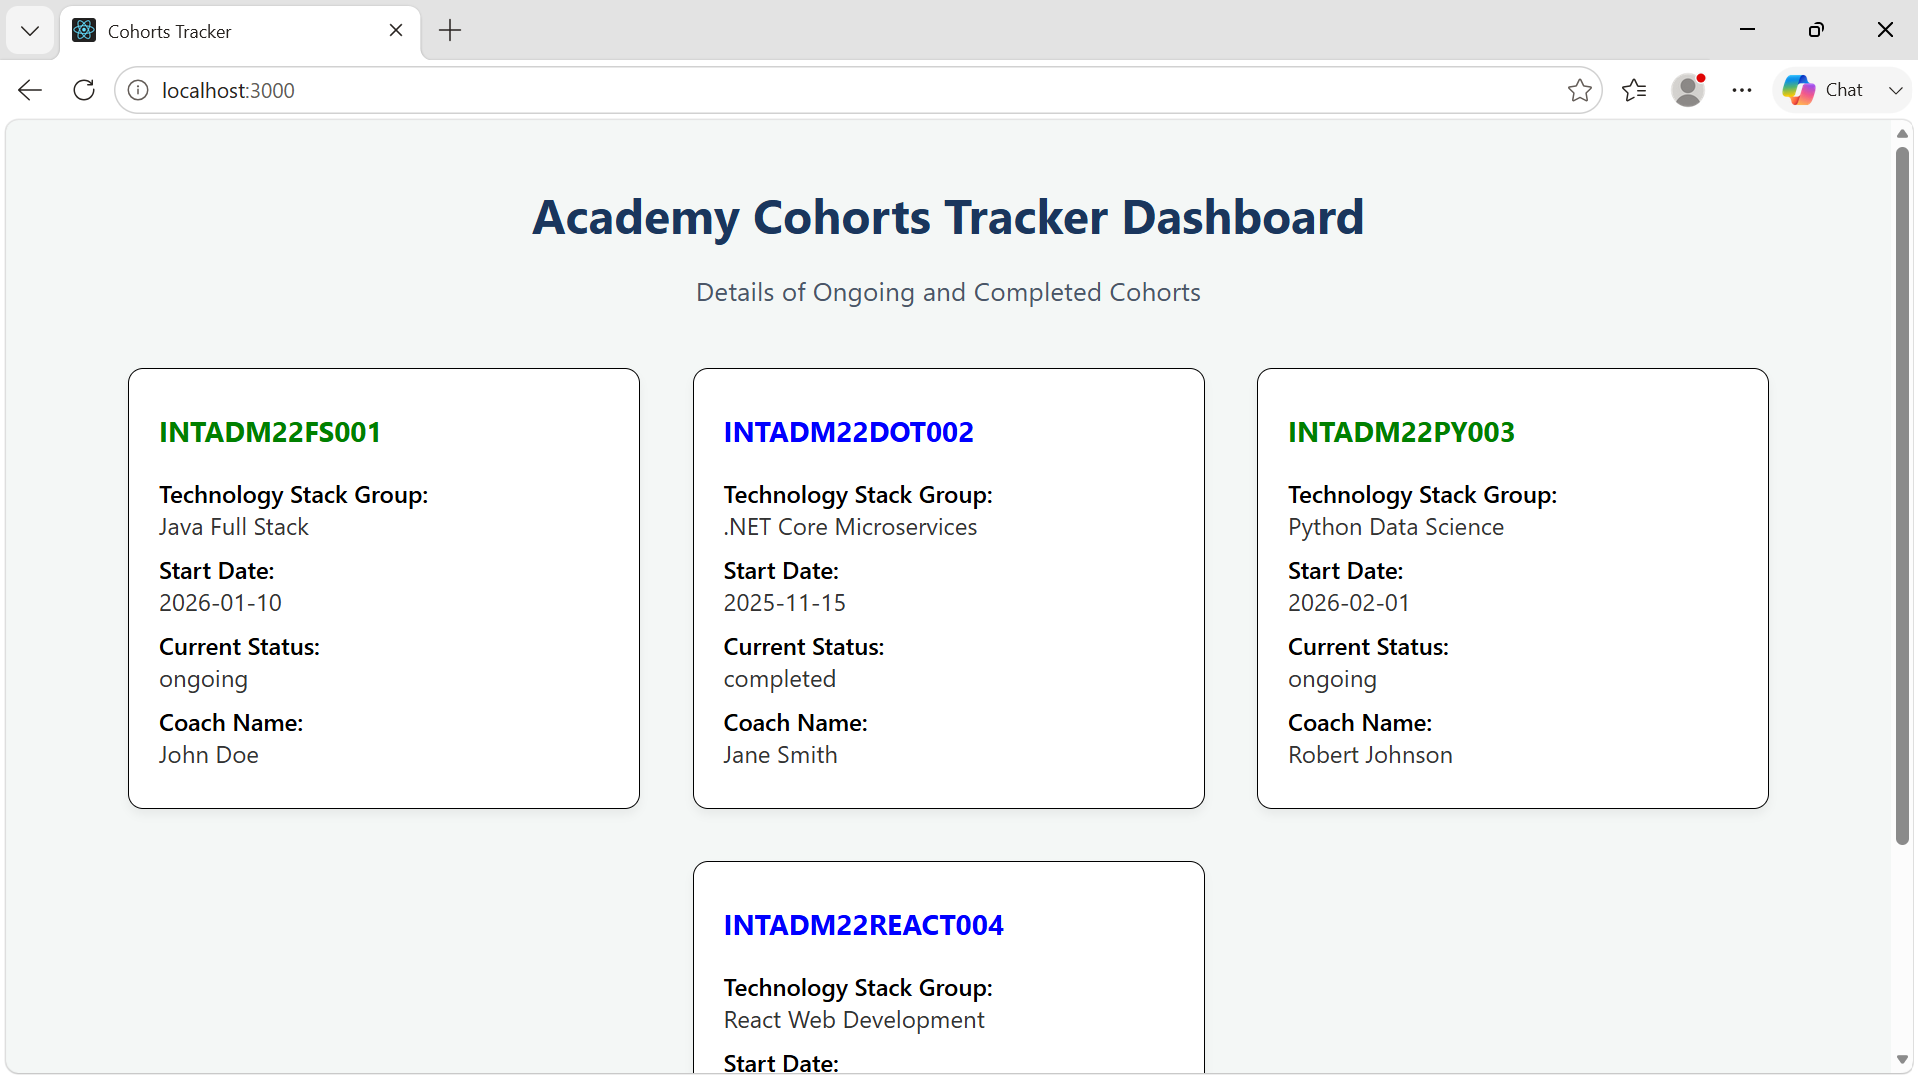 Cohorts Tracker
localhost:3000
Chat
Academy Cohorts Tracker Dashboard
Details of Ongoing and Completed Cohorts
INTADM22FS001
Technology Stack Group:
Java Full Stack
Start Date:
2026-01-10
Current Status:
ongoing
Coach Name:
John Doe
INTADM22DOT002
Technology Stack Group:
.NET Core Microservices
Start Date:
2025-11-15
Current Status:
completed
Coach Name:
Jane Smith
INTADM22PY003
Technology Stack Group:
Python Data Science
Start Date:
2026-02-01
Current Status:
ongoing
Coach Name:
Robert Johnson
INTADM22REACT004
Technology Stack Group:
React Web Development
Start Date: